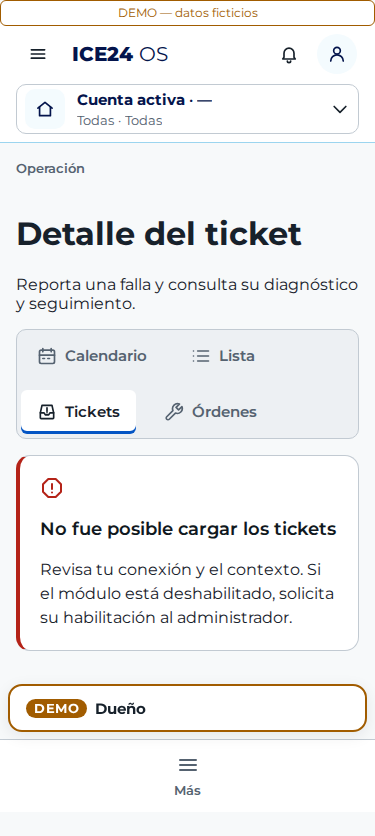 DEMO — datos ficticios
ICE24 OS
Cuenta activa · —
Todas · Todas
Operación
Detalle del ticket
Reporta una falla y consulta su diagnóstico
y seguimiento.
Calendario
Lista
Tickets
Órdenes
No fue posible cargar los tickets
Revisa tu conexión y el contexto. Si
el módulo está deshabilitado, solicita
su habilitación al administrador.
DEMO Dueño
Más